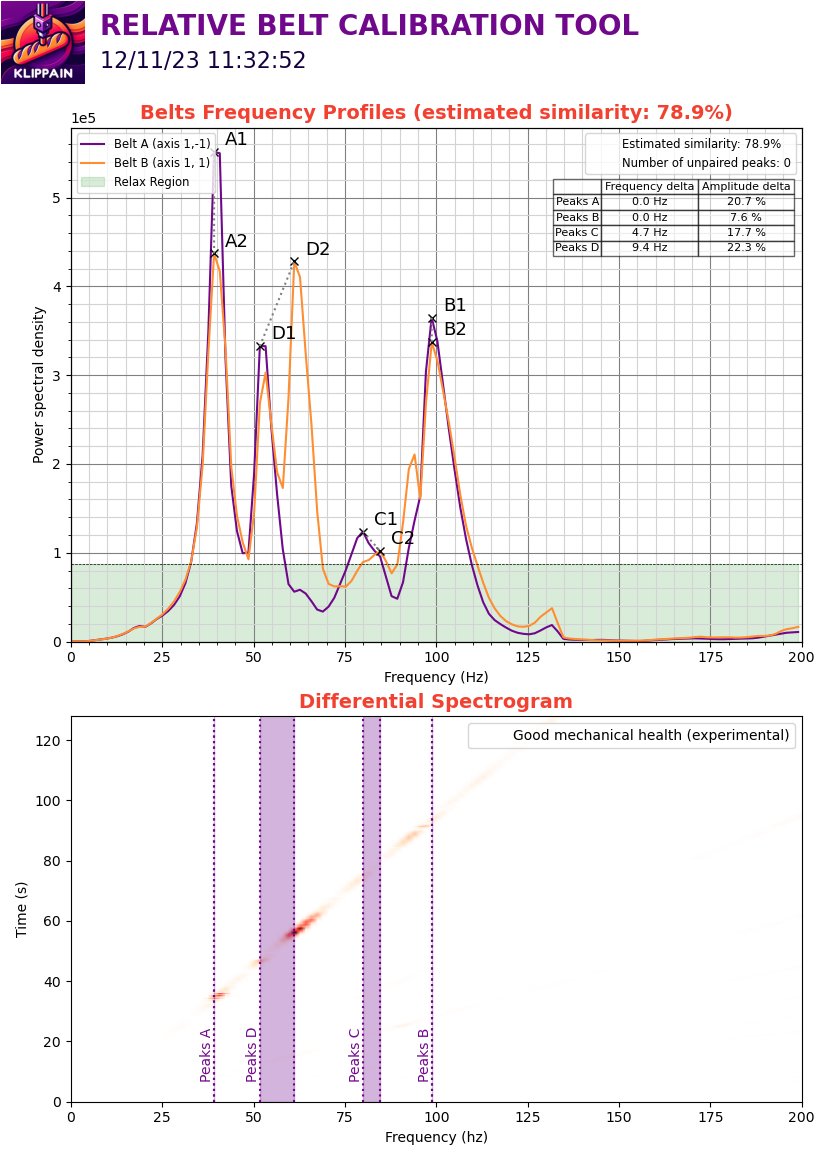 KLIPPAIN
RELATIVE BELT CALIBRATION TOOL
12/11/23 11:32:52
Belts Frequency Profiles (estimated similarity: 78.9%)
1e5
Belt A (axis 1,-1)
Belt B (axis 1, 1)
Relax Region
Estimated similarity: 78.9%
Number of unpaired peaks: 0
Frequency delta Amplitude delta
Peaks A 0.0 Hz 20.7 %
Peaks B 0.0 Hz 7.6 %
Peaks C 4.7 Hz 17.7 %
Peaks D 9.4 Hz 22.3 %
A1
A2
D2
D1
B1
B2
C1
C2
5
4
3
2
1
0
Power spectral density
0 25 50 75 100 125 150 175 200
Frequency (Hz)
Differential Spectrogram
Good mechanical health (experimental)
120
100
80
60
40
20
0
Time (s)
Peaks A
Peaks D
Peaks C
Peaks B
0 25 50 75 100 125 150 175 200
Frequency (hz)